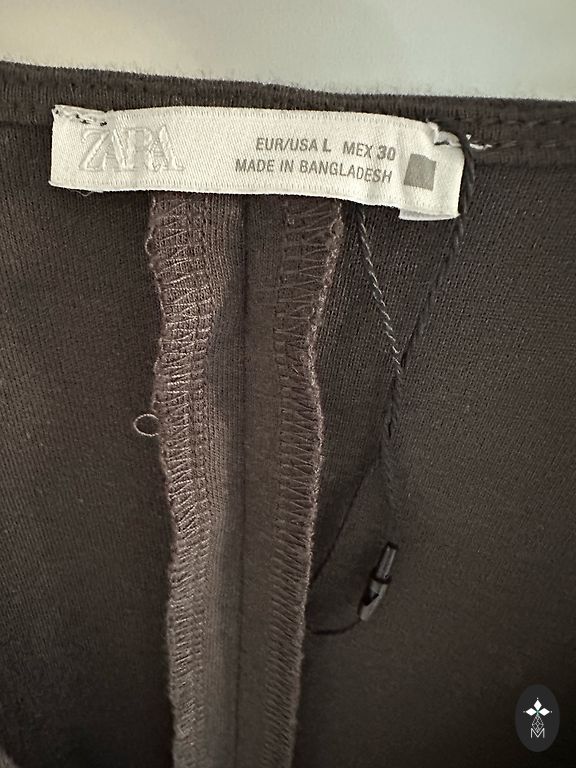 ZARA
EUR/USA L MEX 30
MADE IN BANGLADESH
M